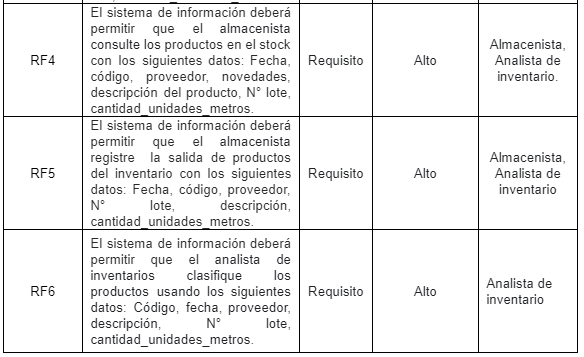 El sistema de información deberá
permitir que el almacenista
consulte los productos en el stock
con los siguientes datos: Fecha,
código, proveedor, novedades,
descripción del producto, N° lote,
cantidad_unidades_metros.
RF4
Requisito
Alto
Almacenista,
Analista de
inventario.
El sistema de información deberá
permitir que el almacenista
registre la salida de productos
del inventario con los siguientes
datos: Fecha, código, proveedor,
N° lote, descripción,
cantidad_unidades_metros.
RF5
Requisito
Alto
Almacenista,
Analista de
inventario
El sistema de información deberá
permitir que el analista de
inventarios clasifique los
productos usando los siguientes
datos: Código, fecha, proveedor,
descripción, N° lote,
cantidad_unidades_metros.
RF6
Requisito
Alto
Analista de
inventario